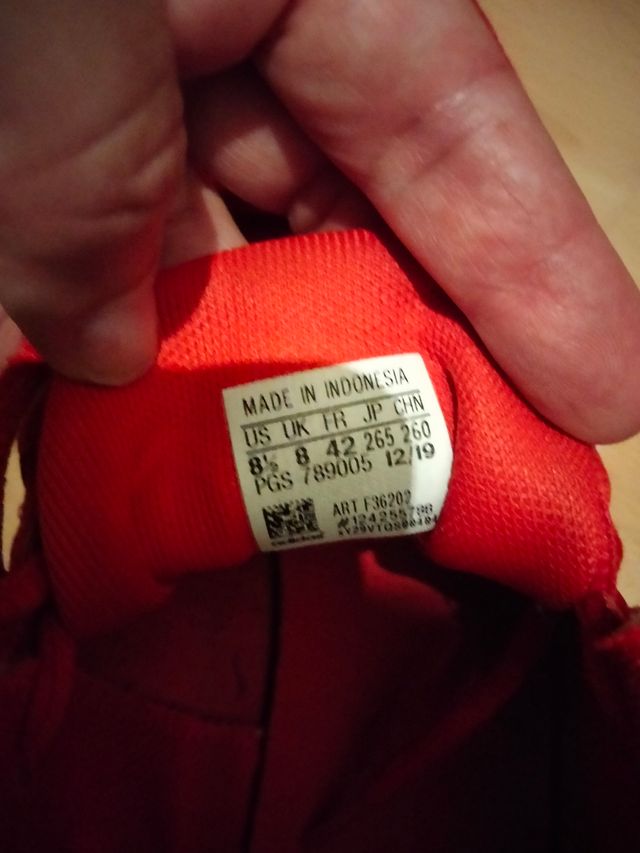 MADE IN INDONESIA
US UK FR JP CHN
8½ 8 42 265 260
PGS 789005 12/19
ART F36202
adidas